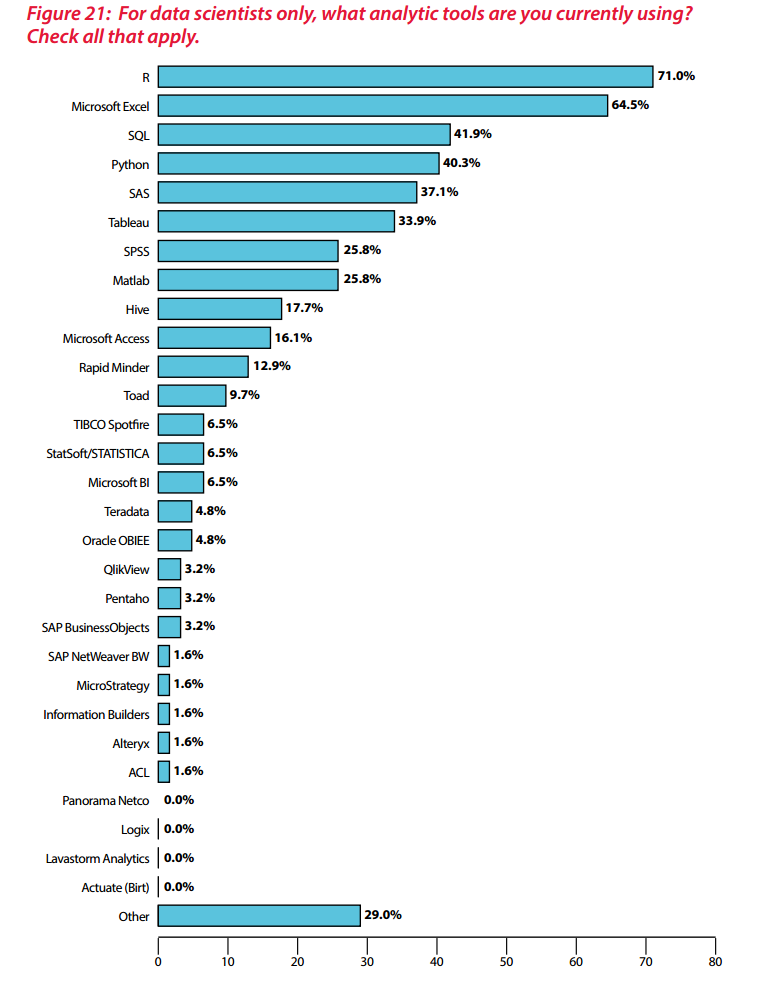 Figure 21: For data scientists only, what analytic tools are you currently using?
Check all that apply.
R 71.0%
Microsoft Excel 64.5%
SQL 41.9%
Python 40.3%
SAS 37.1%
Tableau 33.9%
SPSS 25.8%
Matlab 25.8%
Hive 17.7%
Microsoft Access 16.1%
Rapid Minder 12.9%
Toad 9.7%
TIBCO Spotfire 6.5%
StatSoft/STATISTICA 6.5%
Microsoft BI 6.5%
Teradata 4.8%
Oracle OBIEE 4.8%
QlikView 3.2%
Pentaho 3.2%
SAP BusinessObjects 3.2%
SAP NetWeaver BW 1.6%
MicroStrategy 1.6%
Information Builders 1.6%
Alteryx 1.6%
ACL 1.6%
Panorama Netco 0.0%
Logix 0.0%
Lavastorm Analytics 0.0%
Actuate (Birt) 0.0%
Other 29.0%
0 10 20 30 40 50 60 70 80